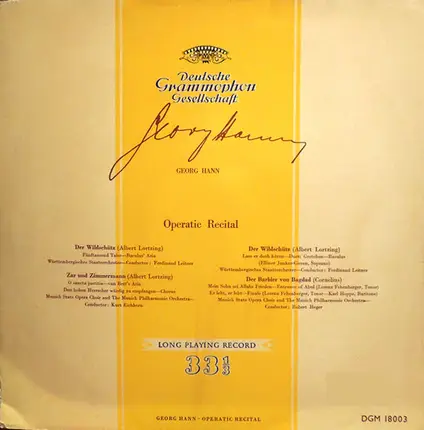 Deutsche
Grammophon
Gesellschaft
Georg Hann
GEORG HANN
Operatic Recital
Der Wildschütz (Albert Lortzing)
Fünftausend Taler—Baculus' Aria
Württembergisches Staatsorchester—Conductor: Ferdinand Leitner
Zar und Zimmermann (Albert Lortzing)
O sancta justitia—van Bett's Aria
Den hohen Herrscher würdig zu empfangen—Chorus
Munich State Opera Choir and The Munich Philharmonic Orchestra—
Conductor: Kurt Eichhorn
Der Wildschütz (Albert Lortzing)
Lass er doch hören—Duet: Gretchen—Baculus
(Elfriede Soprano)
Württembergisches Staatsorchester—Conductor: Ferdinand Leitner
Der Barbier von Bagdad (Cornelius)
Mein Sohn sei Allahs Frieden—Entrance of Abul (Lorenz Fehenberger, Tenor)
So lebt, er lebt—Finale (Lorenz Fehenberger, Tenor—Karl Hoppe, Baritone)
Munich State Opera Choir and The Munich Philharmonic Orchestra—
Conductor: Robert Heger
LONG PLAYING RECORD
33⅓
GEORG HANN—OPERATIC RECITAL
DGM 18003